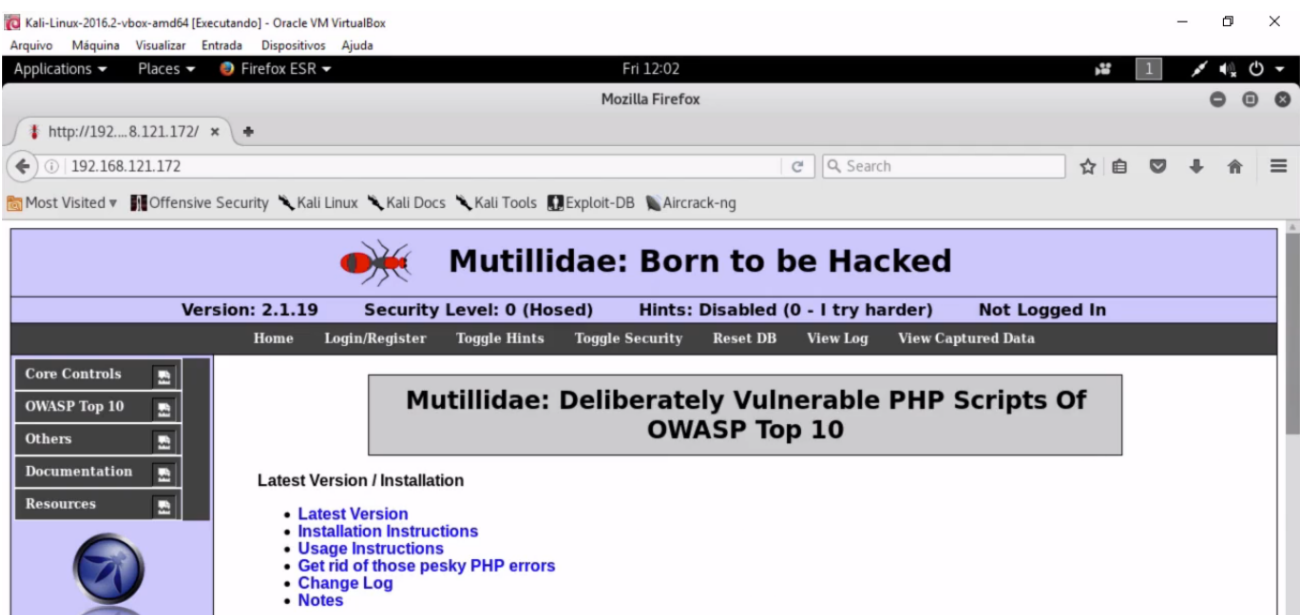 Kali-Linux-2016.2-vbox-amd64 [Executando] - Oracle VM VirtualBox
Arquivo Máquina Visualizar Entrada Dispositivos Ajuda
Applications Places Firefox ESR Fri 12:02 1
Mozilla Firefox
http://192....8.121.172/
192.168.121.172 Search
Most Visited Offensive Security Kali Linux Kali Docs Kali Tools Exploit-DB Aircrack-ng
Mutillidae: Born to be Hacked
Version: 2.1.19 Security Level: 0 (Hosed) Hints: Disabled (0 - I try harder) Not Logged In
Home Login/Register Toggle Hints Toggle Security Reset DB View Log View Captured Data
Core Controls
OWASP Top 10
Others
Documentation
Resources
Mutillidae: Deliberately Vulnerable PHP Scripts Of
OWASP Top 10
Latest Version / Installation
Latest Version
Installation Instructions
Usage Instructions
Get rid of those pesky PHP errors
Change Log
Notes